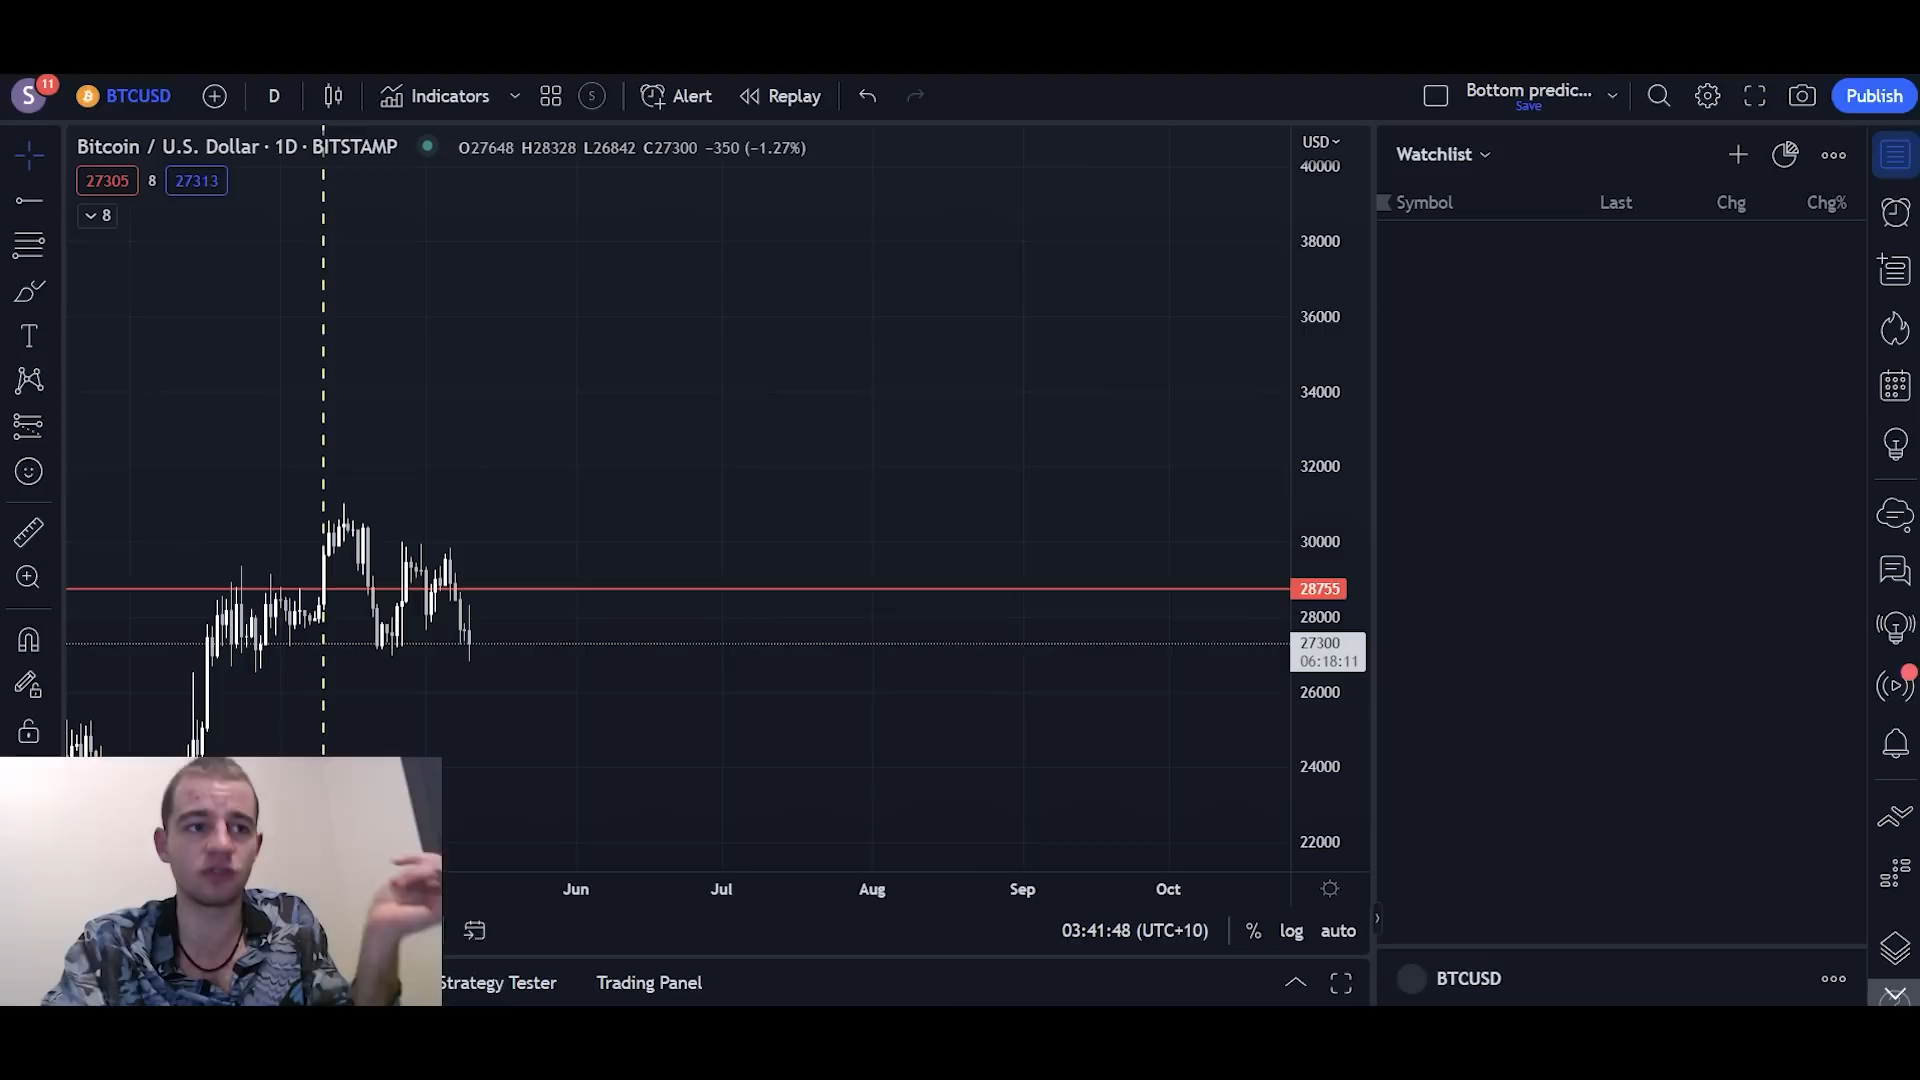 S 11 BTCUSD D Indicators S Alert Replay Bottom predic... Publish
Save
Bitcoin / U.S. Dollar · 1D · BITSTAMP O27648 H28328 L26842 C27300 −350 (−1.27%)
27305 8 27313
8
USD
40000
38000
36000
34000
32000
30000
28755
28000
27300
06:18:11
26000
24000
22000
Watchlist
Symbol Last Chg Chg%
Jun Jul Aug Sep Oct
03:41:48 (UTC+10) % log auto
Strategy Tester Trading Panel
BTCUSD